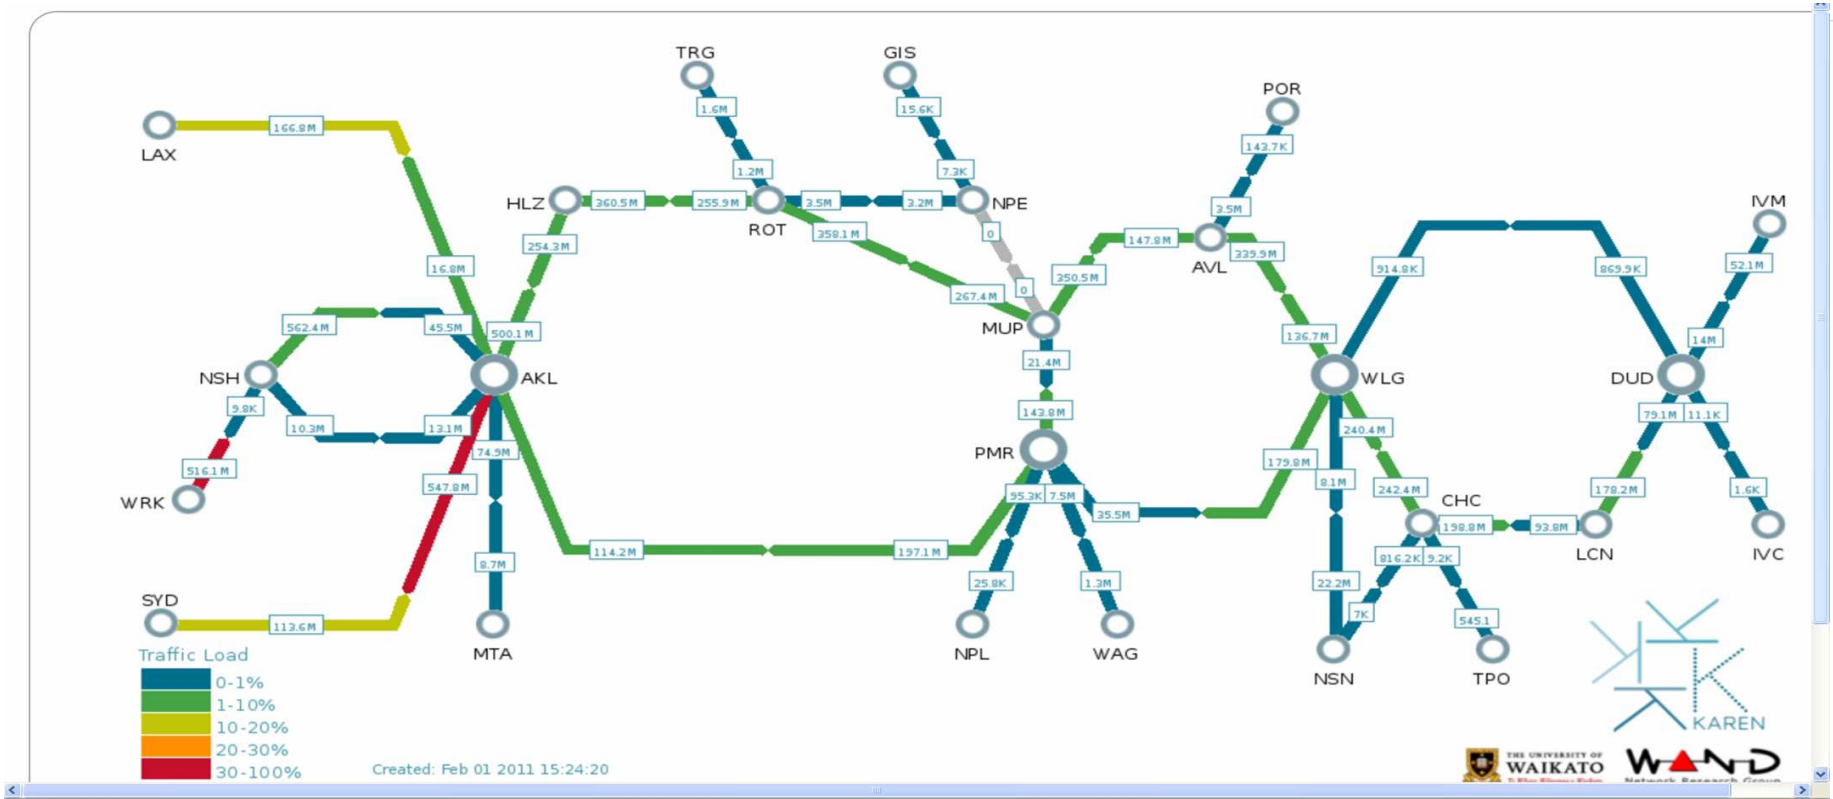 TRG
GIS
POR
1.6M
15.6K
LAX
166.8M
143.7K
1.2M
7.3K
HLZ
360.5M
255.9M
ROT
3.5M
3.2M
NPE
3.5M
IVM
254.3M
358.1M
0
147.8M
AVL
339.9M
16.8M
350.5M
914.8K
869.9K
52.1M
267.4M
0
562.4M
45.5M
500.1M
MUP
136.7M
14M
NSH
AKL
21.4M
WLG
DUD
9.8K
10.3M
13.1M
143.8M
240.4M
79.1M
11.1K
74.9M
PMR
516.1M
547.8M
179.8M
8.1M
WRK
95.3K
7.5M
242.4M
CHC
178.2M
1.6K
35.5M
198.8M
93.8M
LCN
IVC
114.2M
197.1M
816.2K
9.2K
8.7M
25.8K
1.3M
22.2M
SYD
7K
545.1
113.6M
MTA
NPL
WAG
NSN
TPO
Traffic Load
0-1%
1-10%
10-20%
20-30%
30-100%
Created: Feb 01 2011 15:24:20
KAREN
THE UNIVERSITY OF
WAIKATO
WAND
Network Research Group